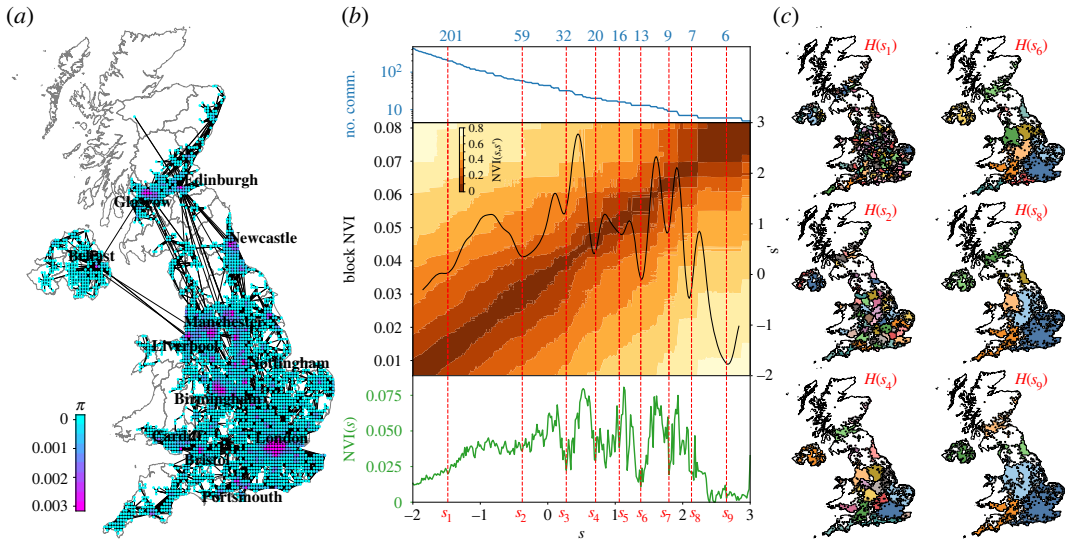 (a)
Edinburgh
Glasgow
Newcastle
Belfast
Manchester
Liverpool
Nottingham
Birmingham
Cardiff
London
Bristol
Portsmouth
π
0
0.001
0.002
0.003
(b)
201 59 32 20 16 13 9 7 6
no. comm.
10²
10
block NVI
0.08
0.07
0.06
0.05
0.04
0.03
0.02
0.01
0.8
0.4
0.2
0
NVI(s,s')
3
2
1
0
−1
−2
s'
NVI(s)
0.075
0.050
0.025
0
−2 s₁ −1 s₂ 0 s₃ s₄ 1 s₅ s₆ s₇ 2 s₈ s₉ 3
s
(c)
H(s₁)
H(s₆)
H(s₂)
H(s₈)
H(s₄)
H(s₉)